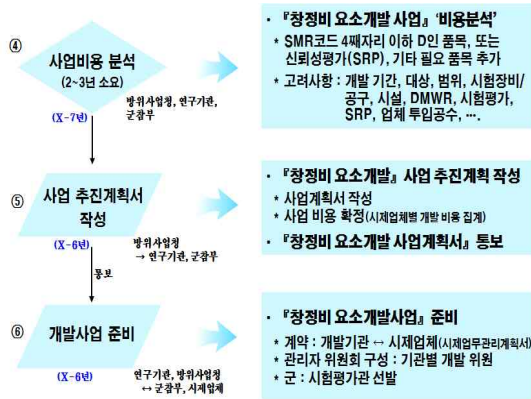 ④
사업비용 분석
(2~3년 소요)
(X-7년)
방위사업청, 연구기관,
군참부
· 『창정비 요소개발 사업』 '비용분석'
* SMR코드 4째자리 이하 D인 품목, 또는
신뢰성평가(SRP), 기타 필요 품목 추가
* 고려사항 : 개발 기간, 대상, 범위, 시험장비/
공구, 시설, DMWR, 시험평가,
SRP, 업체 투입공수, ….
⑤
사업 추진계획서
작성
(X-6년)
방위사업청
→ 연구기관, 군참부
통보
· 『창정비 요소개발』 사업 추진계획 작성
* 사업계획서 작성
* 사업 비용 확정(시제업체별 개발 비용 집계)
· 『창정비 요소개발 사업계획서』 통보
⑥
개발사업 준비
(X-6년)
연구기관, 방위사업청
↔ 군참부, 시제업체
· 『창정비 요소개발사업』 준비
* 계약 : 개발기관 ↔ 시제업체(시제업무관리계획서)
* 관리자 위원회 구성 : 기관별 개발 위원
* 군 : 시험평가관 선발